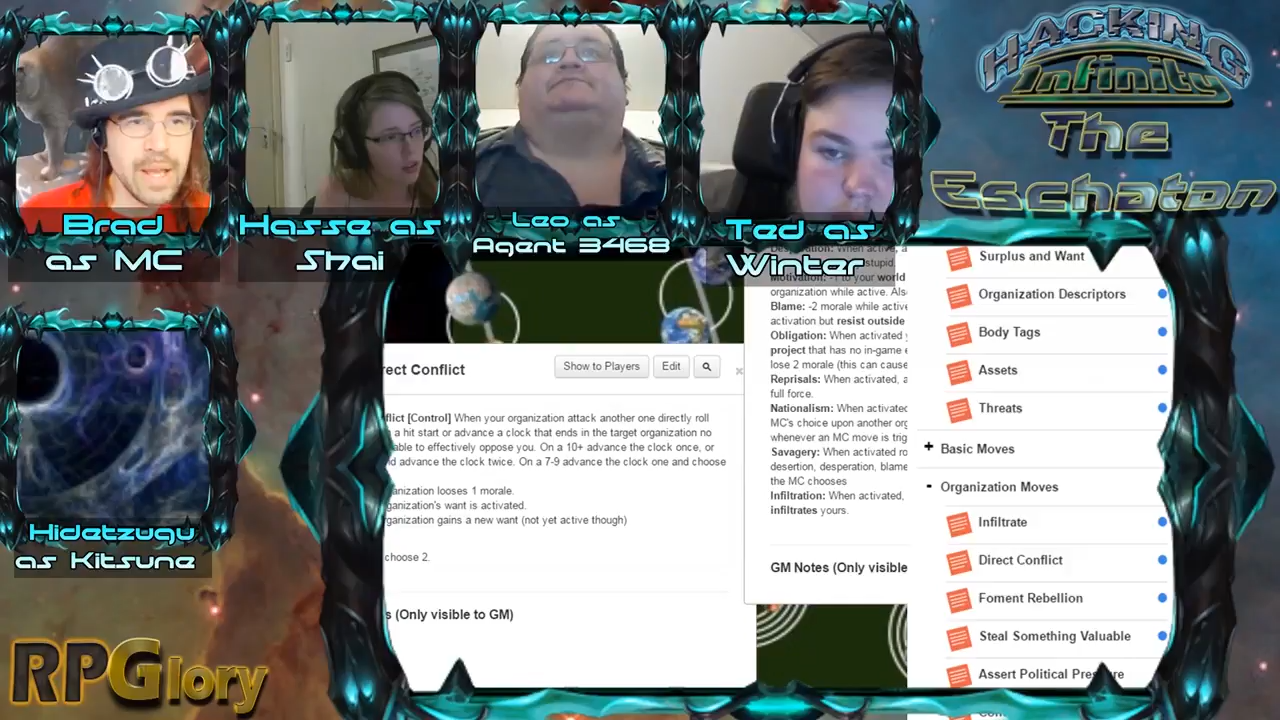 HACKING
Infinity
The
Eschaton
Brad
as MC
Hasse as
Shai
Leo as
Agent 3468
Ted as
Winter
Hidetzugu
as Kitsune
RPGlory
rect Conflict
Show to Players
Edit
flict [Control] When your organization attack another one directly roll
a hit start or advance a clock that ends in the target organization no
able to effectively oppose you. On a 10+ advance the clock once, or
d advance the clock twice. On a 7-9 advance the clock one and choose
ganization looses 1 morale.
ganization's want is activated.
ganization gains a new want (not yet active though)
choose 2.
s (Only visible to GM)
When active, a
stupid.
Motivation: -1 to your world
organization while active. Als
Blame: -2 morale while active
activation but resist outside
Obligation: When activated y
project that has no in-game e
lose 2 morale (this can cause
Reprisals: When activated, a
full force.
Nationalism: When activated
MC's choice upon another org
whenever an MC move is trig
Savagery: When activated ro
desertion, desperation, blame
the MC chooses
Infiltration: When activated,
infiltrates yours.
GM Notes (Only visible
Surplus and Want
Organization Descriptors
Body Tags
Assets
Threats
+ Basic Moves
- Organization Moves
Infiltrate
Direct Conflict
Foment Rebellion
Steal Something Valuable
Assert Political Pressure